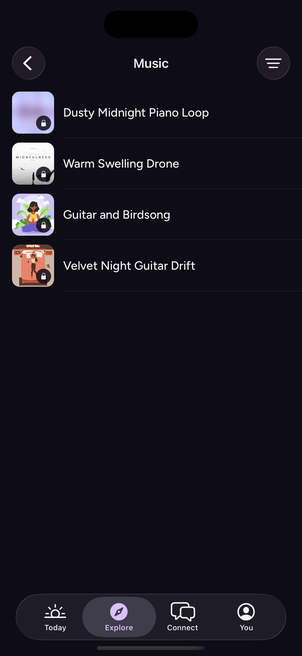 Music
Dusty Midnight Piano Loop
MINDFULNESS
Warm Swelling Drone
Guitar and Birdsong
Velvet Night Guitar Drift
Today
Explore
Connect
You